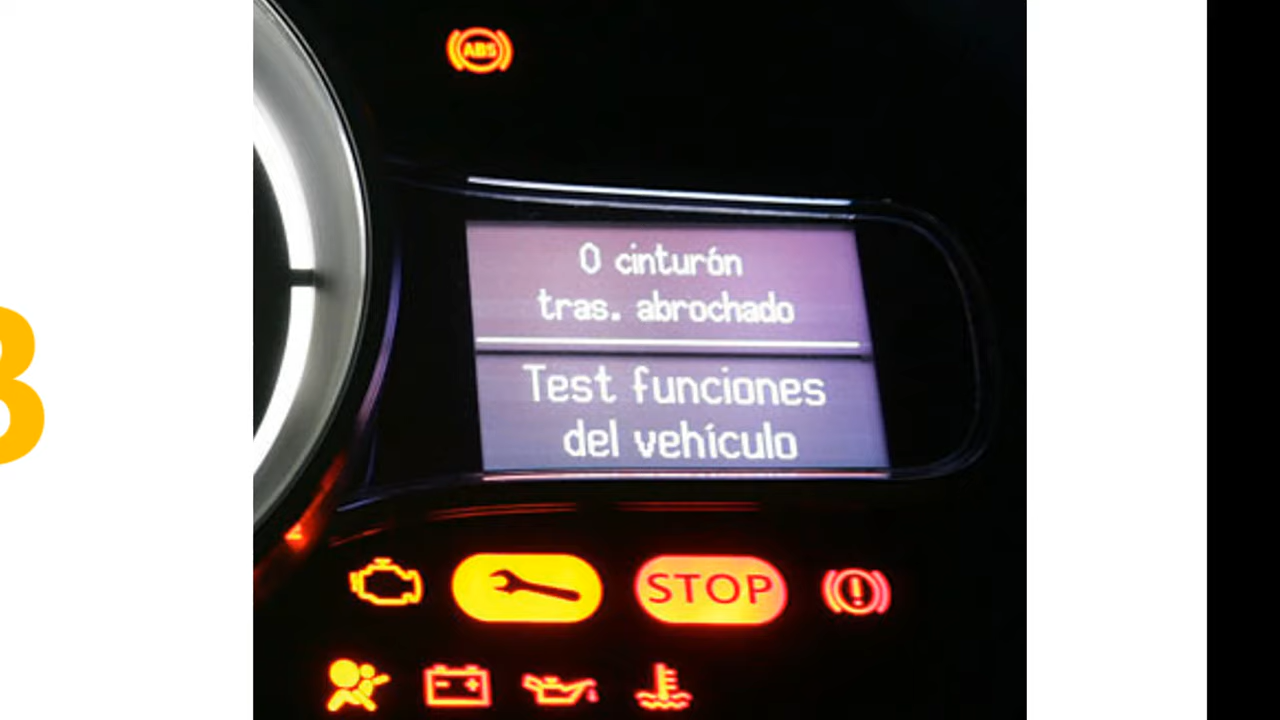 ABS
0 cinturón
tras. abrochado
Test funciones
del vehículo
STOP